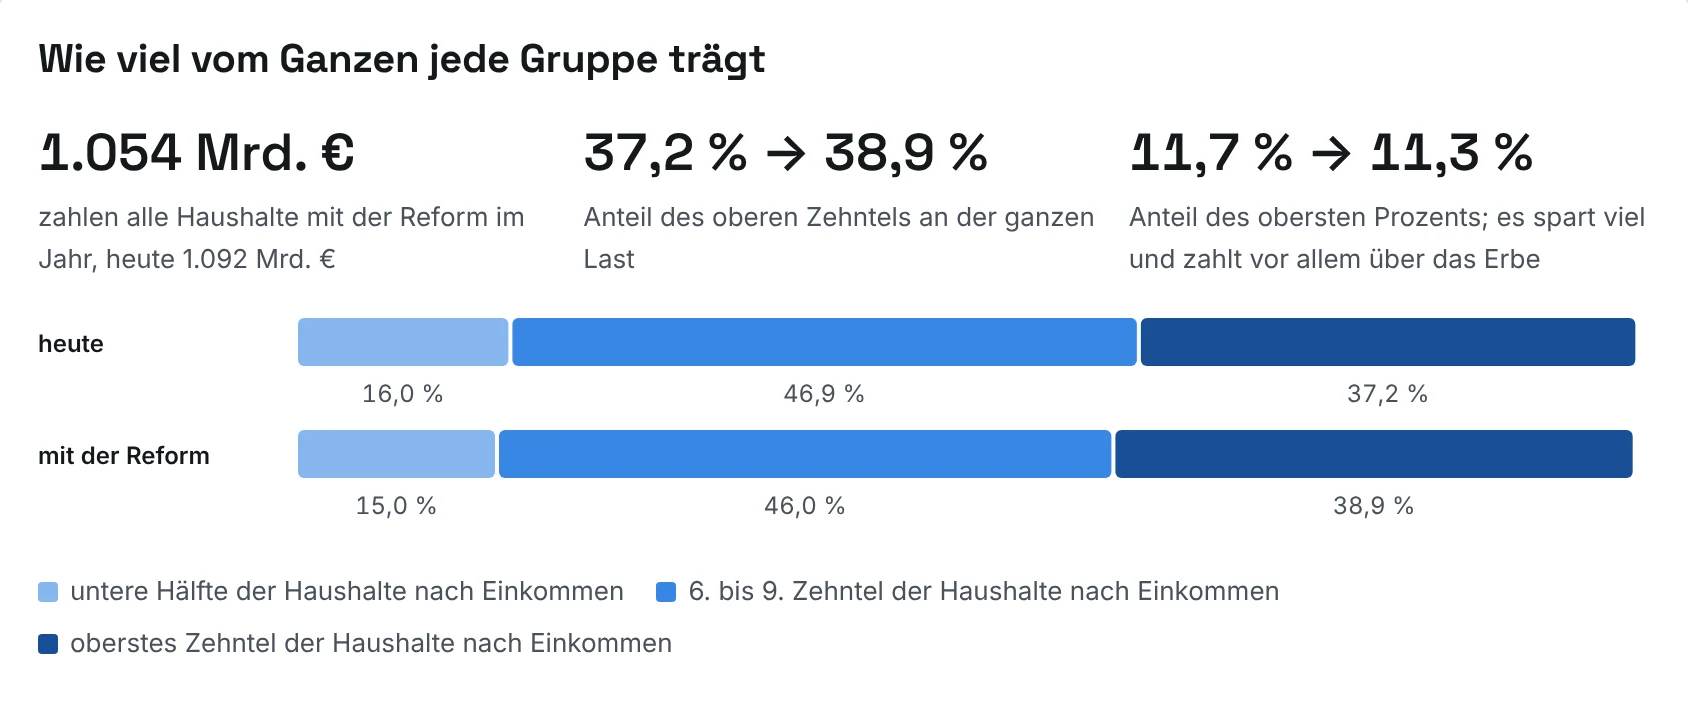 Wie viel vom Ganzen jede Gruppe trägt
1.054 Mrd. €
zahlen alle Haushalte mit der Reform im
Jahr, heute 1.092 Mrd. €
37,2 % → 38,9 %
Anteil des oberen Zehntels an der ganzen
Last
11,7 % → 11,3 %
Anteil des obersten Prozents; es spart viel
und zahlt vor allem über das Erbe
heute
16,0 % 46,9 % 37,2 %
mit der Reform
15,0 % 46,0 % 38,9 %
untere Hälfte der Haushalte nach Einkommen 6. bis 9. Zehntel der Haushalte nach Einkommen
oberstes Zehntel der Haushalte nach Einkommen